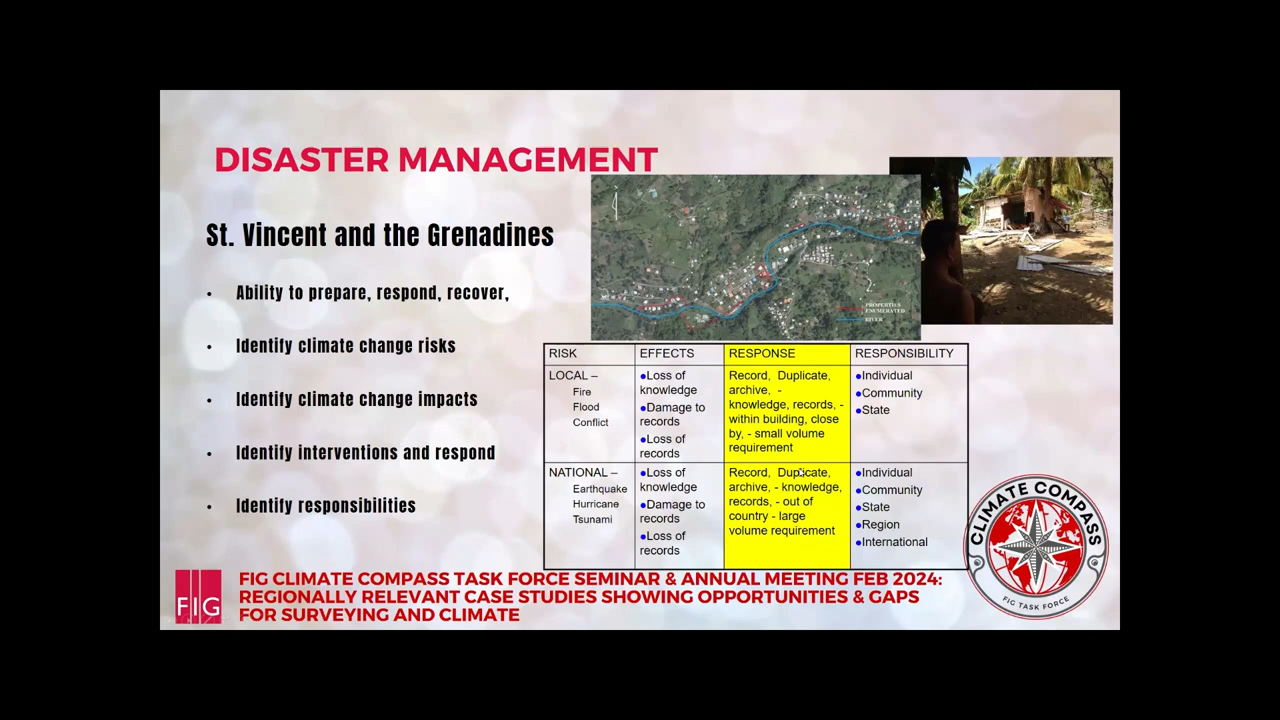 DISASTER MANAGEMENT
St. Vincent and the Grenadines
• Ability to prepare, respond, recover,
• Identify climate change risks
• Identify climate change impacts
• Identify interventions and respond
• Identify responsibilities
PROPERTIES
ENUMERATED
RIVER
RISK
EFFECTS
RESPONSE
RESPONSIBILITY
LOCAL –
Fire
Flood
Conflict
●Loss of
knowledge
●Damage to
records
●Loss of
records
Record, Duplicate,
archive, -
knowledge, records, -
within building, close
by, - small volume
requirement
●Individual
●Community
●State
NATIONAL –
Earthquake
Hurricane
Tsunami
●Loss of
knowledge
●Damage to
records
●Loss of
records
Record, Duplicate,
archive, - knowledge,
records, - out of
country - large
volume requirement
●Individual
●Community
●State
●Region
●International
CLIMATE COMPASS
FIG TASK FORCE
FIG
FIG CLIMATE COMPASS TASK FORCE SEMINAR & ANNUAL MEETING FEB 2024:
REGIONALLY RELEVANT CASE STUDIES SHOWING OPPORTUNITIES & GAPS
FOR SURVEYING AND CLIMATE